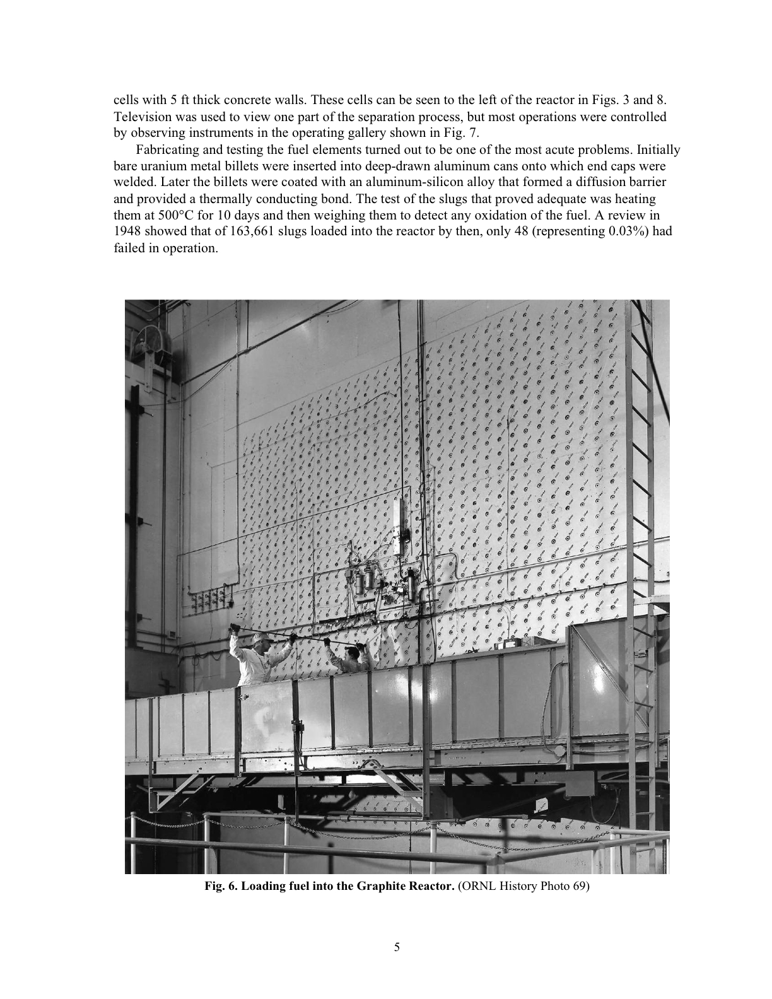 cells with 5 ft thick concrete walls. These cells can be seen to the left of the reactor in Figs. 3 and 8.
Television was used to view one part of the separation process, but most operations were controlled
by observing instruments in the operating gallery shown in Fig. 7.
Fabricating and testing the fuel elements turned out to be one of the most acute problems. Initially
bare uranium metal billets were inserted into deep-drawn aluminum cans onto which end caps were
welded. Later the billets were coated with an aluminum-silicon alloy that formed a diffusion barrier
and provided a thermally conducting bond. The test of the slugs that proved adequate was heating
them at 500°C for 10 days and then weighing them to detect any oxidation of the fuel. A review in
1948 showed that of 163,661 slugs loaded into the reactor by then, only 48 (representing 0.03%) had
failed in operation.
Fig. 6. Loading fuel into the Graphite Reactor. (ORNL History Photo 69)
5